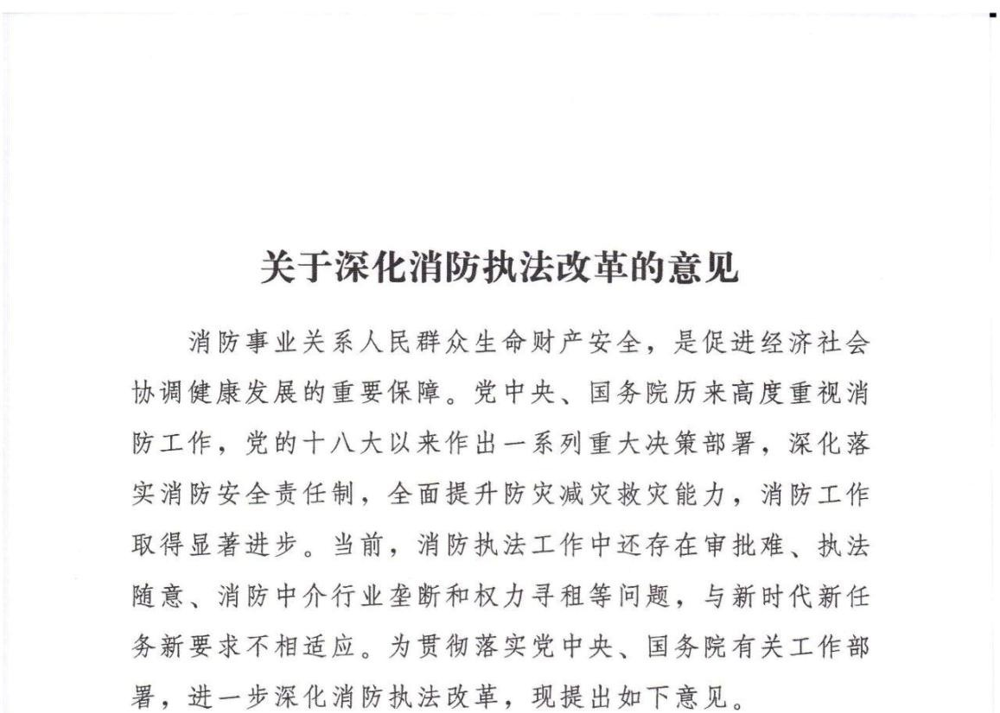 关于深化消防执法改革的意见
消防事业关系人民群众生命财产安全，是促进经济社会
协调健康发展的重要保障。党中央、国务院历来高度重视消
防工作，党的十八大以来作出一系列重大决策部署，深化落
实消防安全责任制，全面提升防灾减灾救灾能力，消防工作
取得显著进步。当前，消防执法工作中还存在审批难、执法
随意、消防中介行业垄断和权力寻租等问题，与新时代新任
务新要求不相适应。为贯彻落实党中央、国务院有关工作部
署，进一步深化消防执法改革，现提出如下意见。